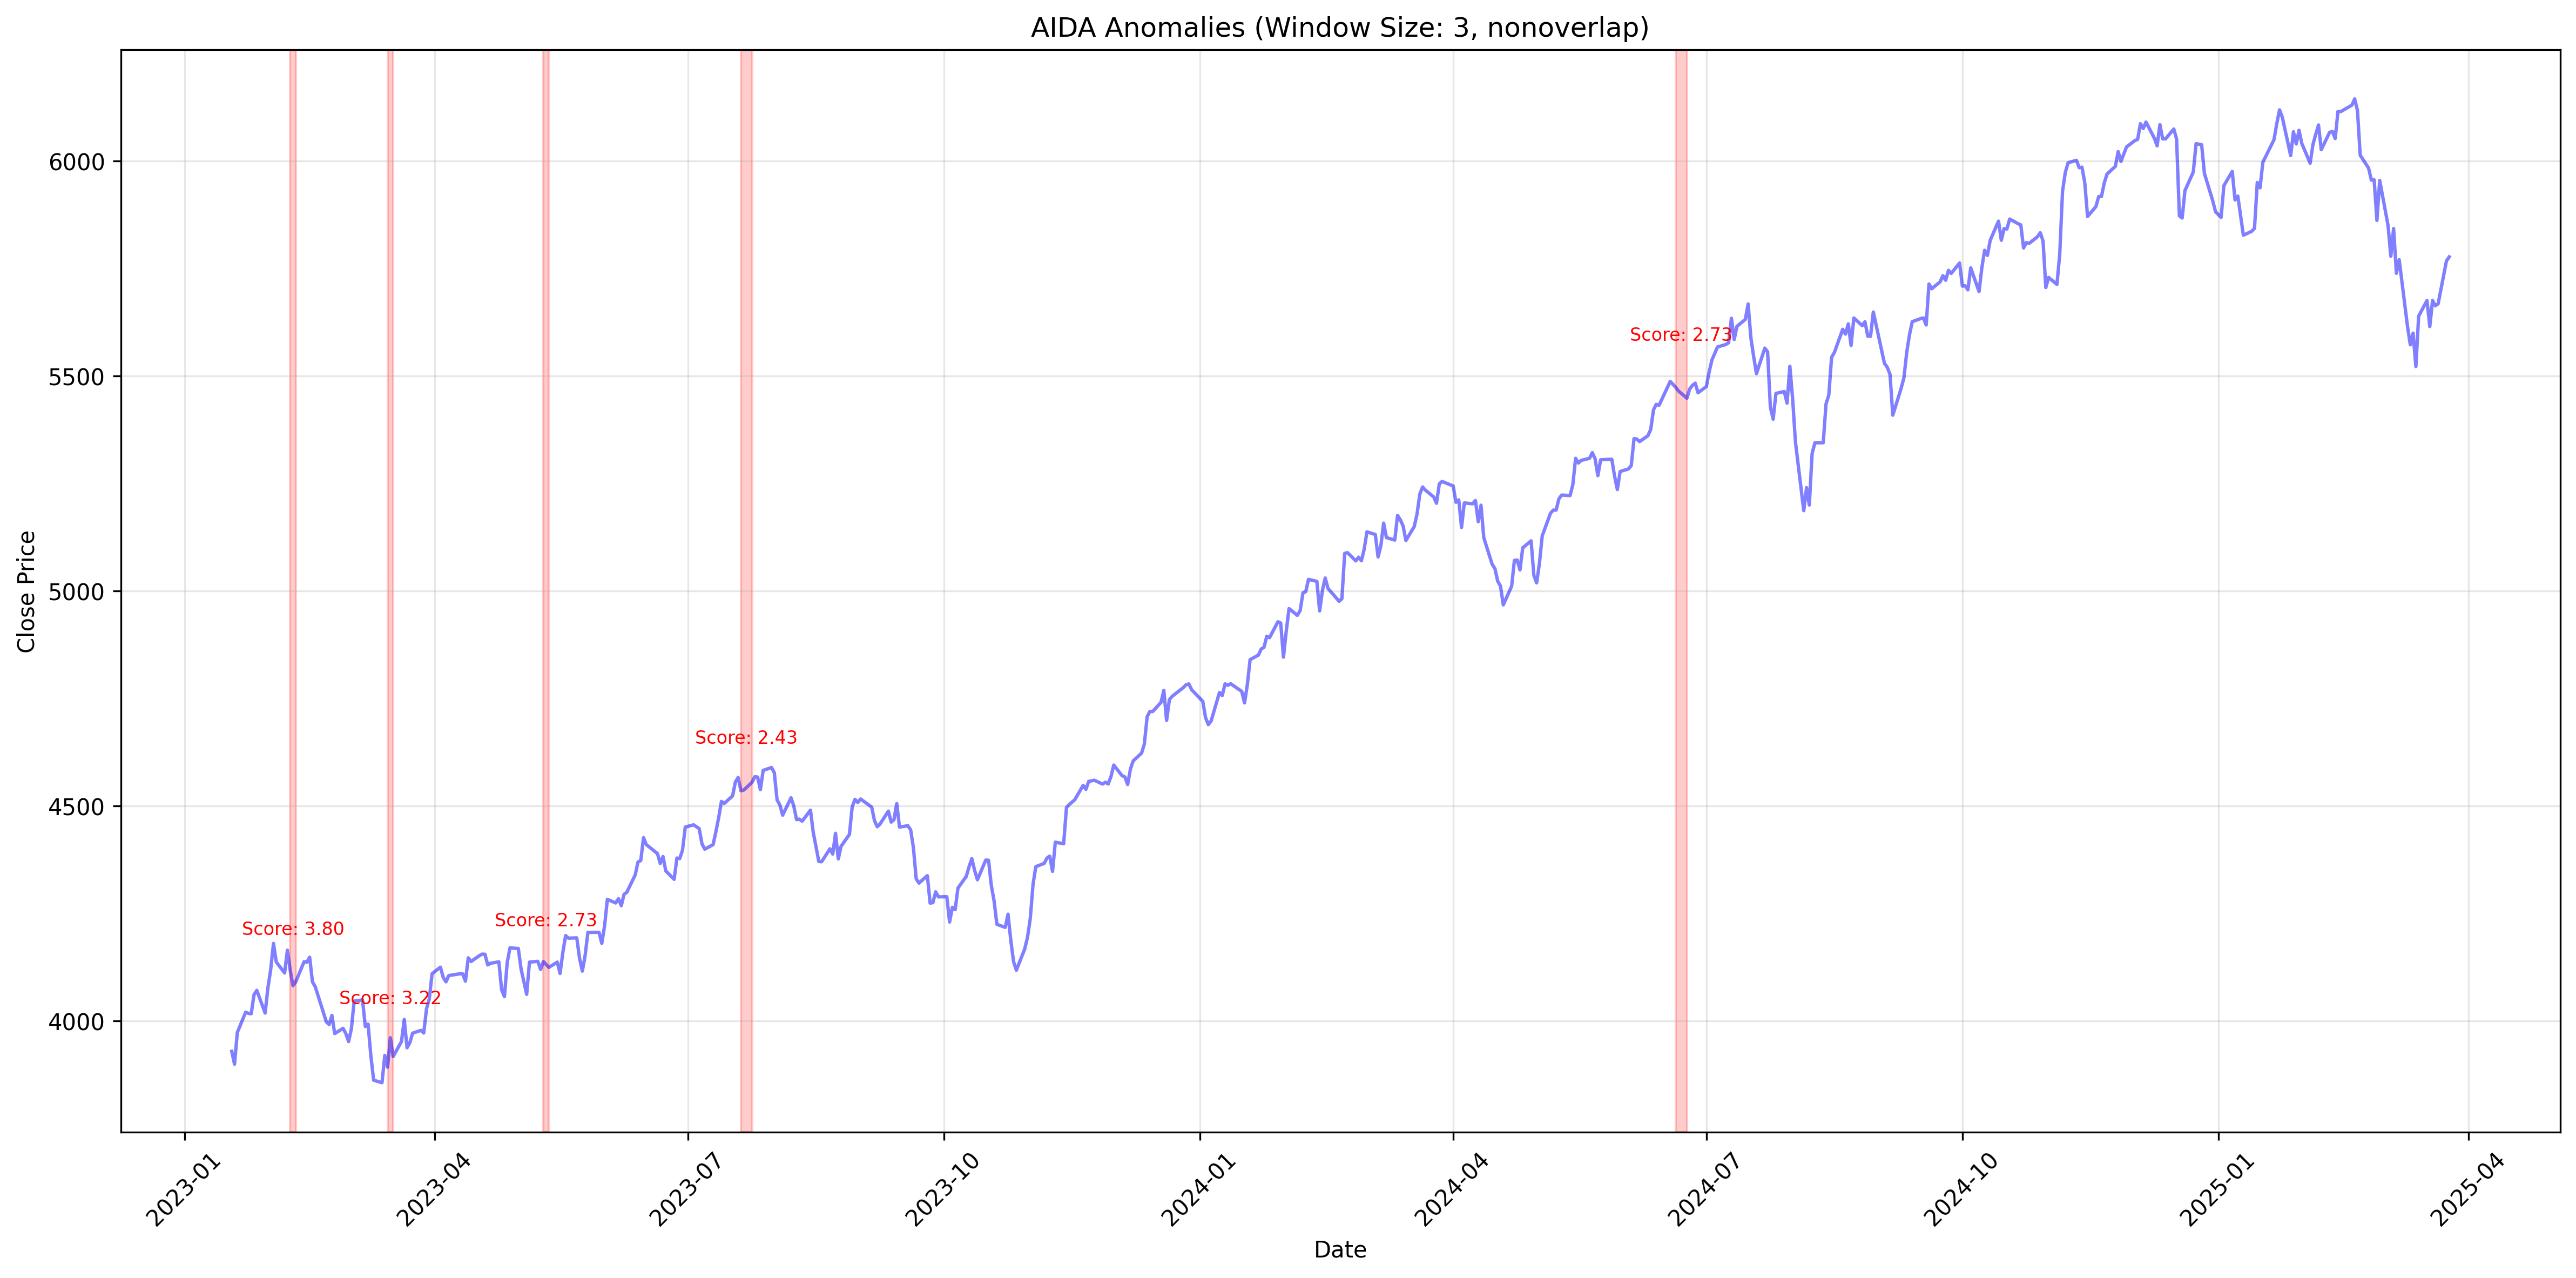 AIDA Anomalies (Window Size: 3, nonoverlap)
Close Price
6000
5500
5000
4500
4000
Score: 3.80
Score: 3.22
Score: 2.73
Score: 2.43
Score: 2.73
2023-01
2023-04
2023-07
2023-10
2024-01
2024-04
2024-07
2024-10
2025-01
2025-04
Date